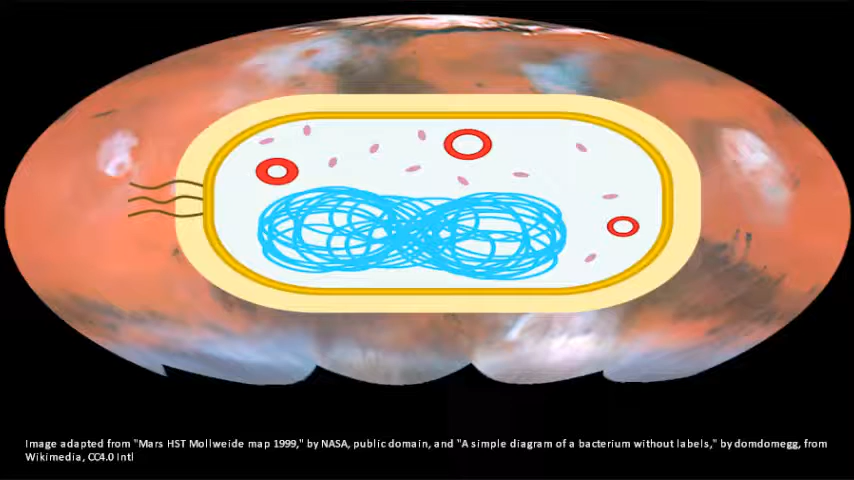 Image adapted from "Mars HST Mollweide map 1999," by NASA, public domain, and "A simple diagram of a bacterium without labels," by domdomegg, from
Wikimedia, CC4.0 Intl